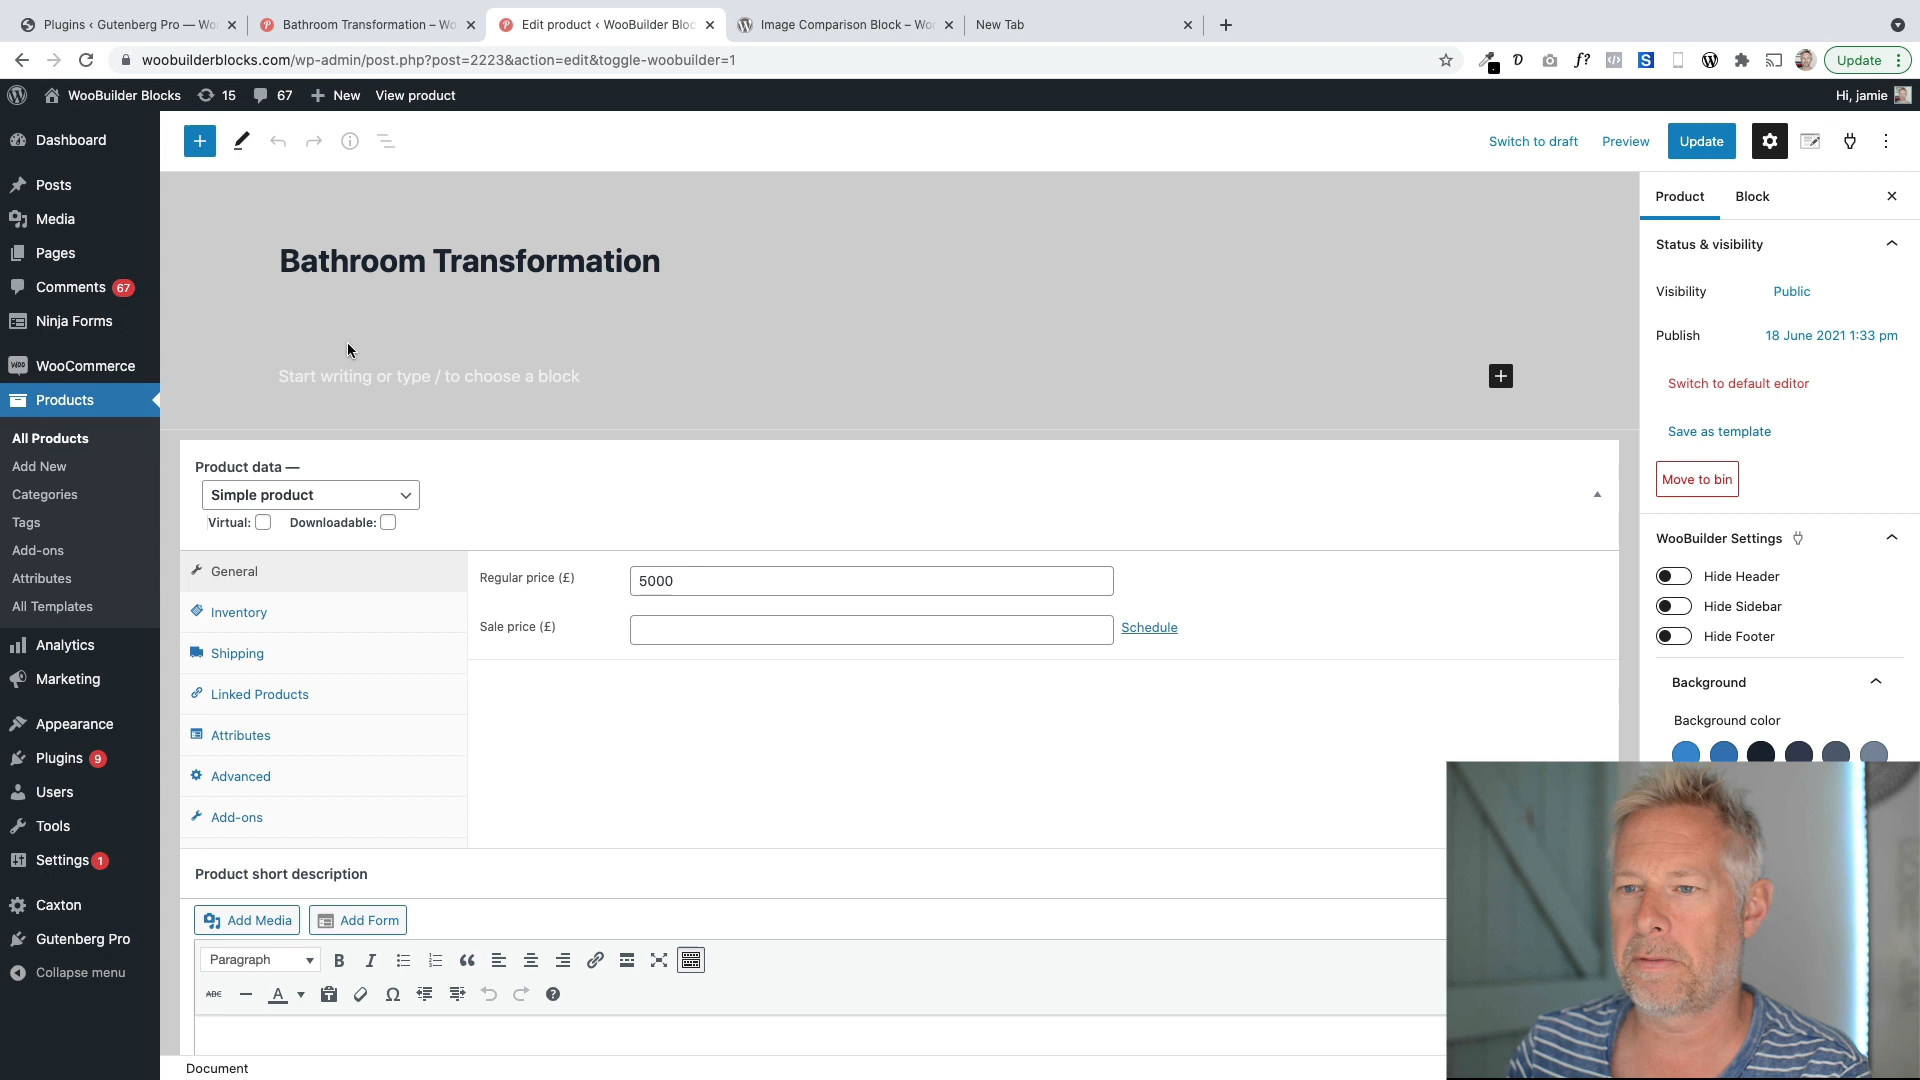 Plugins ‹ Gutenberg Pro — Wo
Bathroom Transformation – Wo
Edit product ‹ WooBuilder Bloc
Image Comparison Block – Wor
New Tab
woobuilderblocks.com/wp-admin/post.php?post=2223&action=edit&toggle-woobuilder=1
Update
WooBuilder Blocks
15
67
New
View product
Hi, jamie
Dashboard
Posts
Media
Pages
Comments 67
Ninja Forms
WooCommerce
Products
All Products
Add New
Categories
Tags
Add-ons
Attributes
All Templates
Analytics
Marketing
Appearance
Plugins 9
Users
Tools
Settings 1
Caxton
Gutenberg Pro
Collapse menu
Switch to draft
Preview
Update
Bathroom Transformation
Start writing or type / to choose a block
Product data —
Simple product
Virtual:
Downloadable:
General
Inventory
Shipping
Linked Products
Attributes
Advanced
Add-ons
Regular price (£)
5000
Sale price (£)
Schedule
Product short description
Add Media
Add Form
Paragraph
ABC
Document
Product
Block
Status & visibility
Visibility
Public
Publish
18 June 2021 1:33 pm
Switch to default editor
Save as template
Move to bin
WooBuilder Settings
Hide Header
Hide Sidebar
Hide Footer
Background
Background color